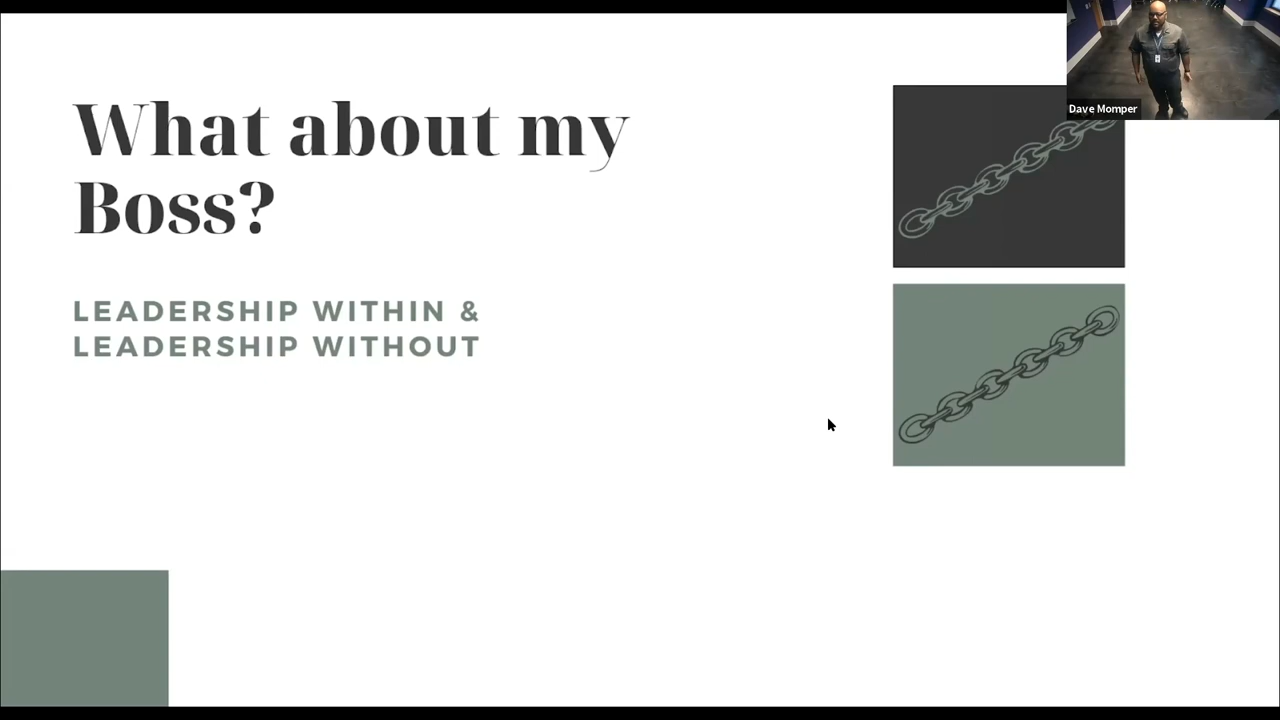 What about my
Boss?
LEADERSHIP WITHIN &
LEADERSHIP WITHOUT
Dave Momper